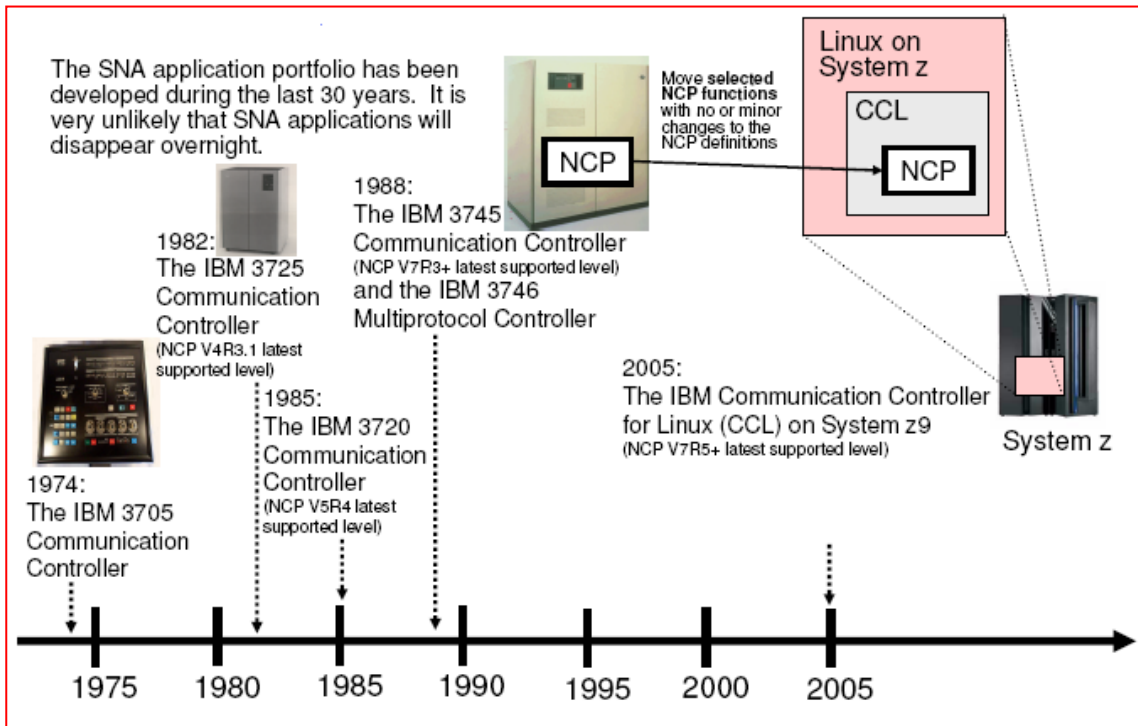 The SNA application portfolio has been
developed during the last 30 years.  It is
very unlikely that SNA applications will
disappear overnight.
NCP
Move selected
NCP functions
with no or minor
changes to the
NCP definitions
Linux on
System z
CCL
NCP
System z
1974:
The IBM 3705
Communication
Controller
1982:
The IBM 3725
Communication
Controller
(NCP V4R3.1 latest
supported level)
1985:
The IBM 3720
Communication
Controller
(NCP V5R4 latest
supported level)
1988:
The IBM 3745
Communication Controller
(NCP V7R3+ latest supported level)
and the IBM 3746
Multiprotocol Controller
2005:
The IBM Communication Controller
for Linux (CCL) on System z9
(NCP V7R5+ latest supported level)
1975
1980
1985
1990
1995
2000
2005